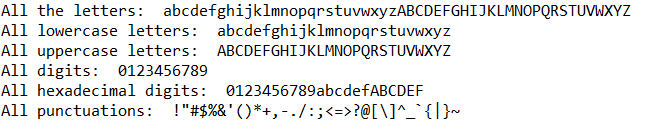 All the letters:  abcdefghijklmnopqrstuvwxyzABCDEFGHIJKLMNOPQRSTUVWXYZ
All lowercase letters:  abcdefghijklmnopqrstuvwxyz
All uppercase letters:  ABCDEFGHIJKLMNOPQRSTUVWXYZ
All digits:  0123456789
All hexadecimal digits:  0123456789abcdefABCDEF
All punctuations:  !"#$%&'()*+,-./:;<=>?@[\]^_`{|}~